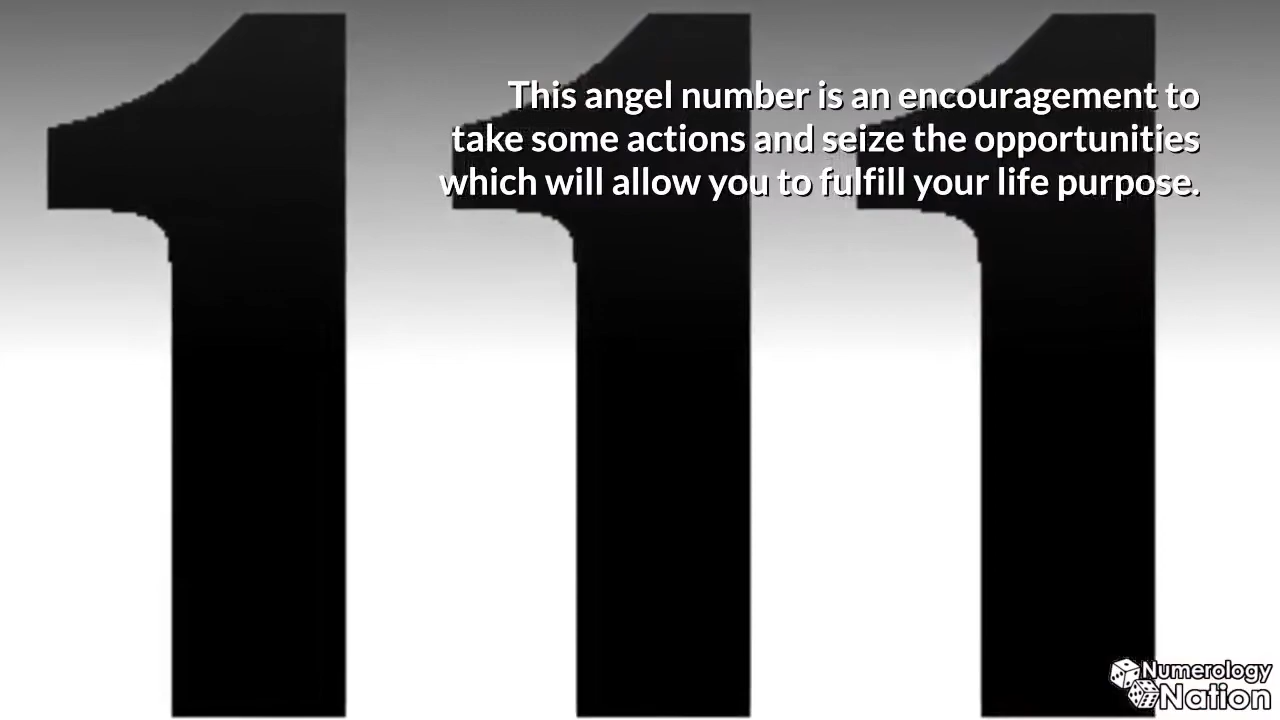 111
This angel number is an encouragement to
take some actions and seize the opportunities
which will allow you to fulfill your life purpose.
Numerology
Nation